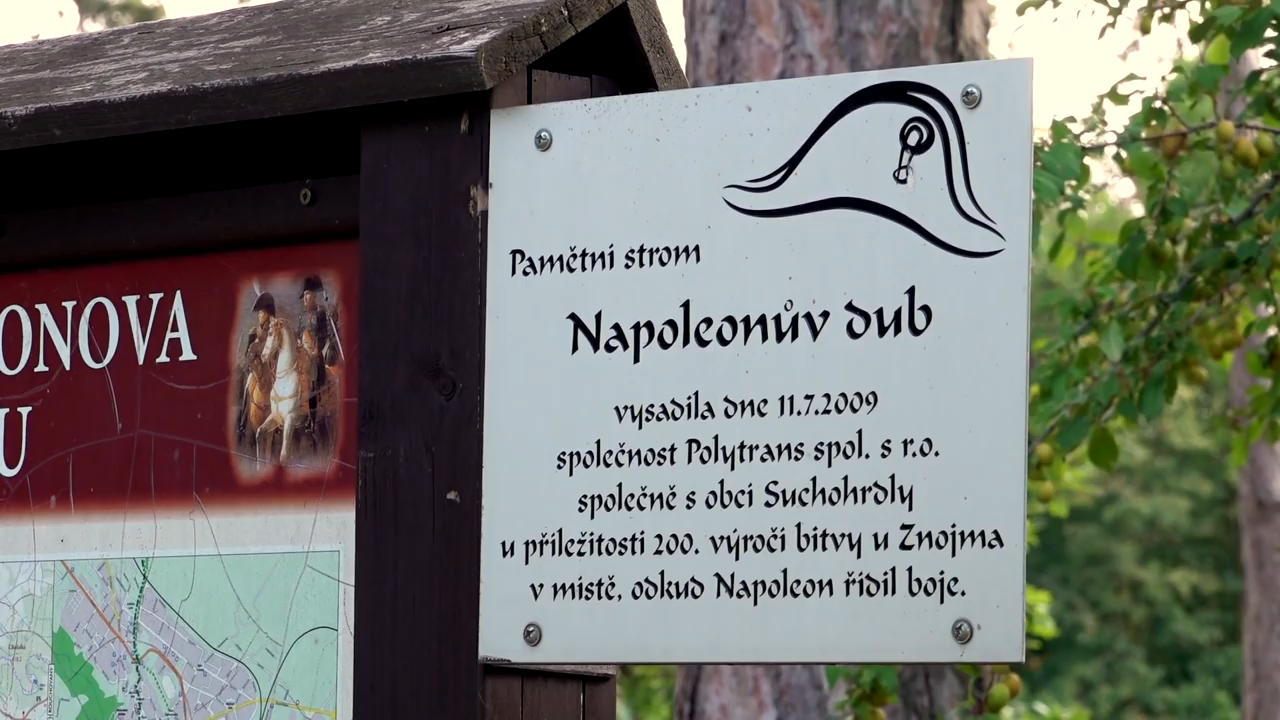 ONOVA
U
Pamětní strom
Napoleonův dub
vysadila dne 11.7.2009
společnost Polytrans spol. s r.o.
společně s obcí Suchohrdly
u příležitosti 200. výročí bitvy u Znojma
v místě, odkud Napoleon řídil boje.